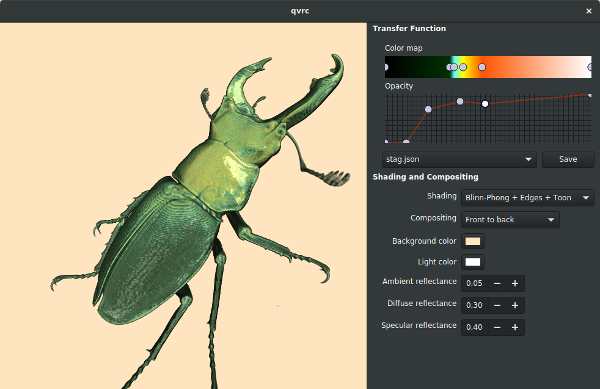 qvrc
Transfer Function
Color map
Opacity
stag.json
Save
Shading and Compositing
Shading Blinn-Phong + Edges + Toon
Compositing Front to back
Background color
Light color
Ambient reflectance 0.05 − +
Diffuse reflectance 0.30 − +
Specular reflectance 0.40 − +